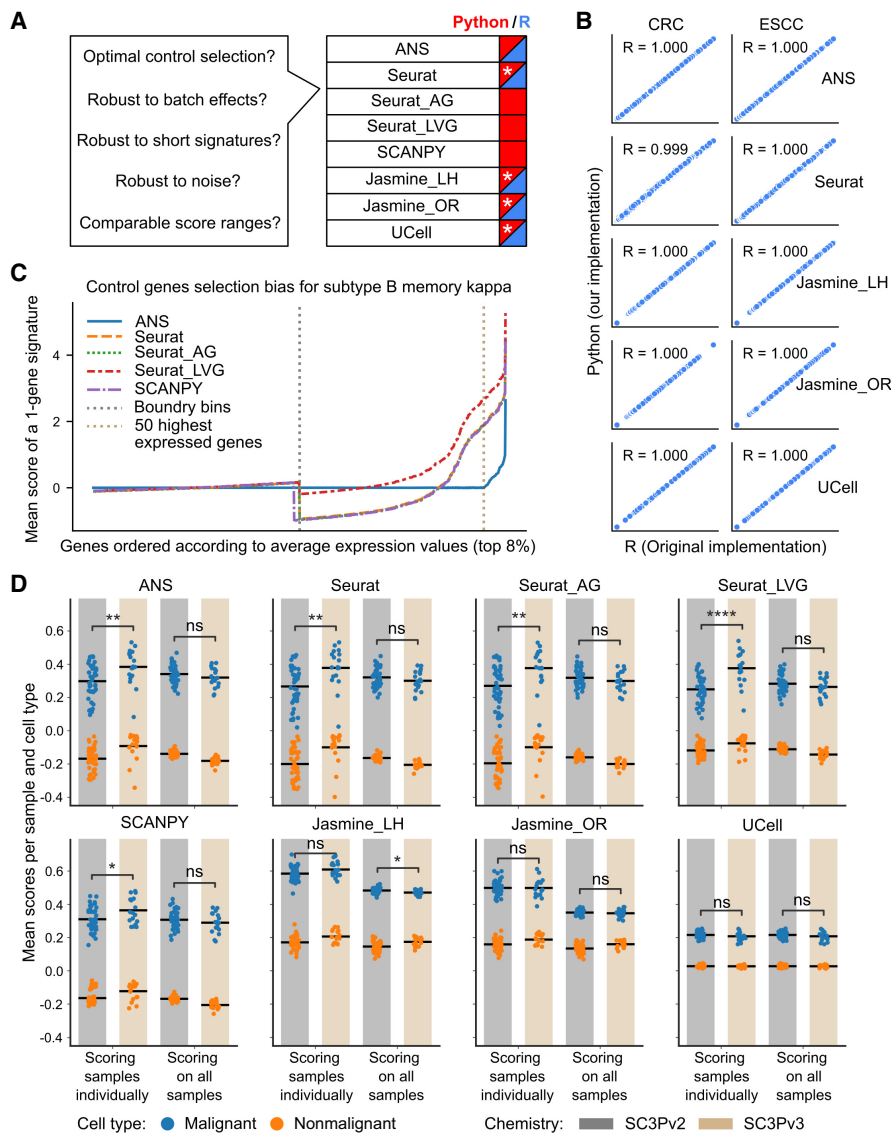 A
Python/R
Optimal control selection?
Robust to batch effects?
Robust to short signatures?
Robust to noise?
Comparable score ranges?
ANS
Seurat
*
Seurat_AG
Seurat_LVG
SCANPY
Jasmine_LH
*
Jasmine_OR
*
UCell
*
B
CRC
ESCC
R = 1.000
R = 1.000
ANS
R = 0.999
R = 1.000
Seurat
R = 1.000
R = 1.000
Jasmine_LH
R = 1.000
R = 1.000
Jasmine_OR
R = 1.000
R = 1.000
UCell
Python (our implementation)
R (Original implementation)
C
Control genes selection bias for subtype B memory kappa
Mean score of a 1-gene signature
4
2
0
ANS
Seurat
Seurat_AG
Seurat_LVG
SCANPY
Boundry bins
50 highest
expressed genes
Genes ordered according to average expression values (top 8%)
D
Mean scores per sample and cell type
ANS
Seurat
Seurat_AG
Seurat_LVG
0.6
0.4
0.2
0.0
-0.2
-0.4
**
ns
**
ns
**
ns
****
ns
SCANPY
Jasmine_LH
Jasmine_OR
UCell
0.6
0.4
0.2
0.0
-0.2
-0.4
*
ns
ns
*
ns
ns
ns
ns
Scoring
samples
individually
Scoring
on all
samples
Scoring
samples
individually
Scoring
on all
samples
Scoring
samples
individually
Scoring
on all
samples
Scoring
samples
individually
Scoring
on all
samples
Cell type: Malignant Nonmalignant
Chemistry: SC3Pv2 SC3Pv3